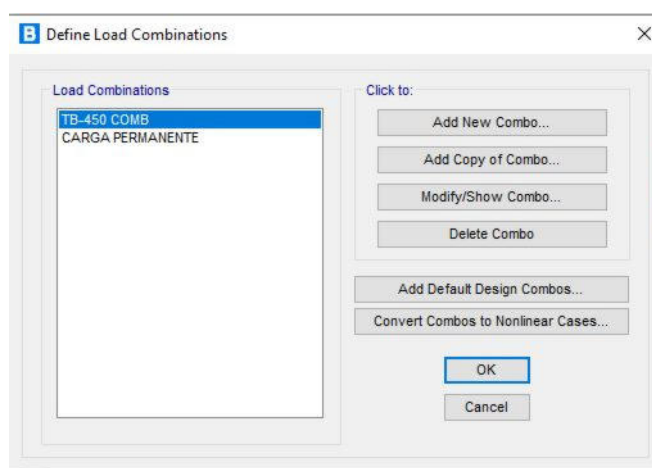 B Define Load Combinations
Load Combinations
TB-450 COMB
CARGA PERMANENTE
Click to:
Add New Combo...
Add Copy of Combo...
Modify/Show Combo...
Delete Combo
Add Default Design Combos...
Convert Combos to Nonlinear Cases...
OK
Cancel